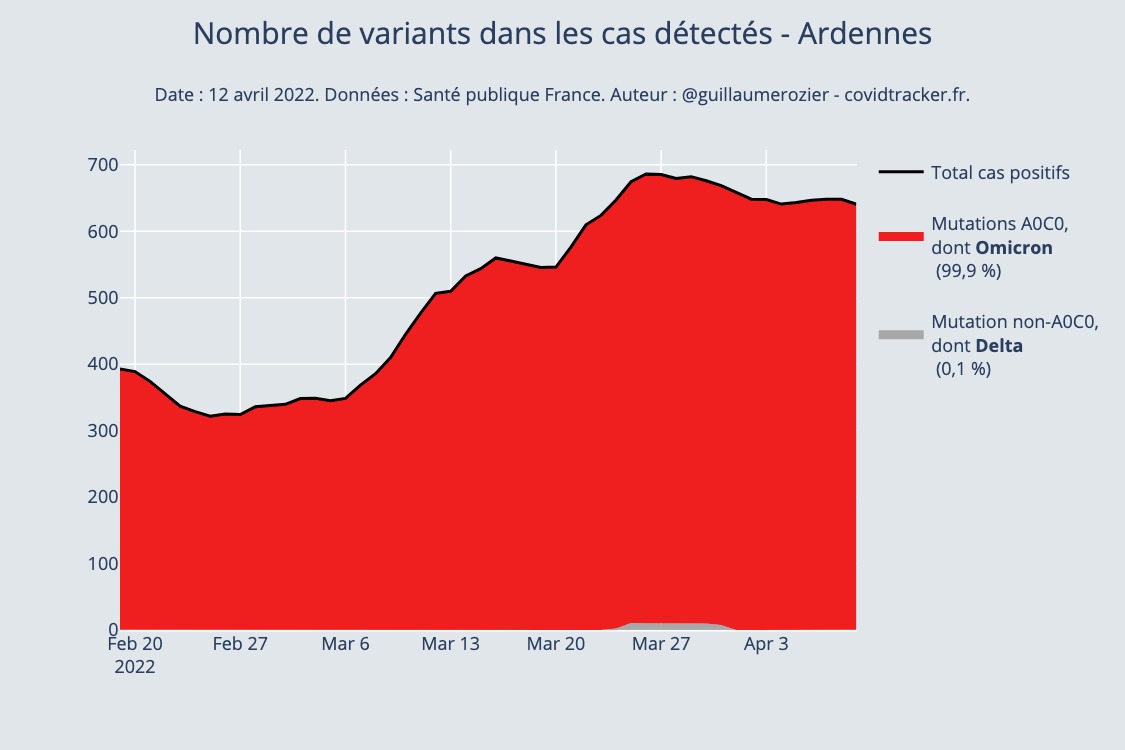 Nombre de variants dans les cas détectés - Ardennes
Date : 12 avril 2022. Données : Santé publique France. Auteur : @guillaumerozier - covidtracker.fr.
700
600
500
400
300
200
100
0
Feb 20
2022
Feb 27
Mar 6
Mar 13
Mar 20
Mar 27
Apr 3
Total cas positifs
Mutations A0C0,
dont Omicron
(99,9 %)
Mutation non-A0C0,
dont Delta
(0,1 %)